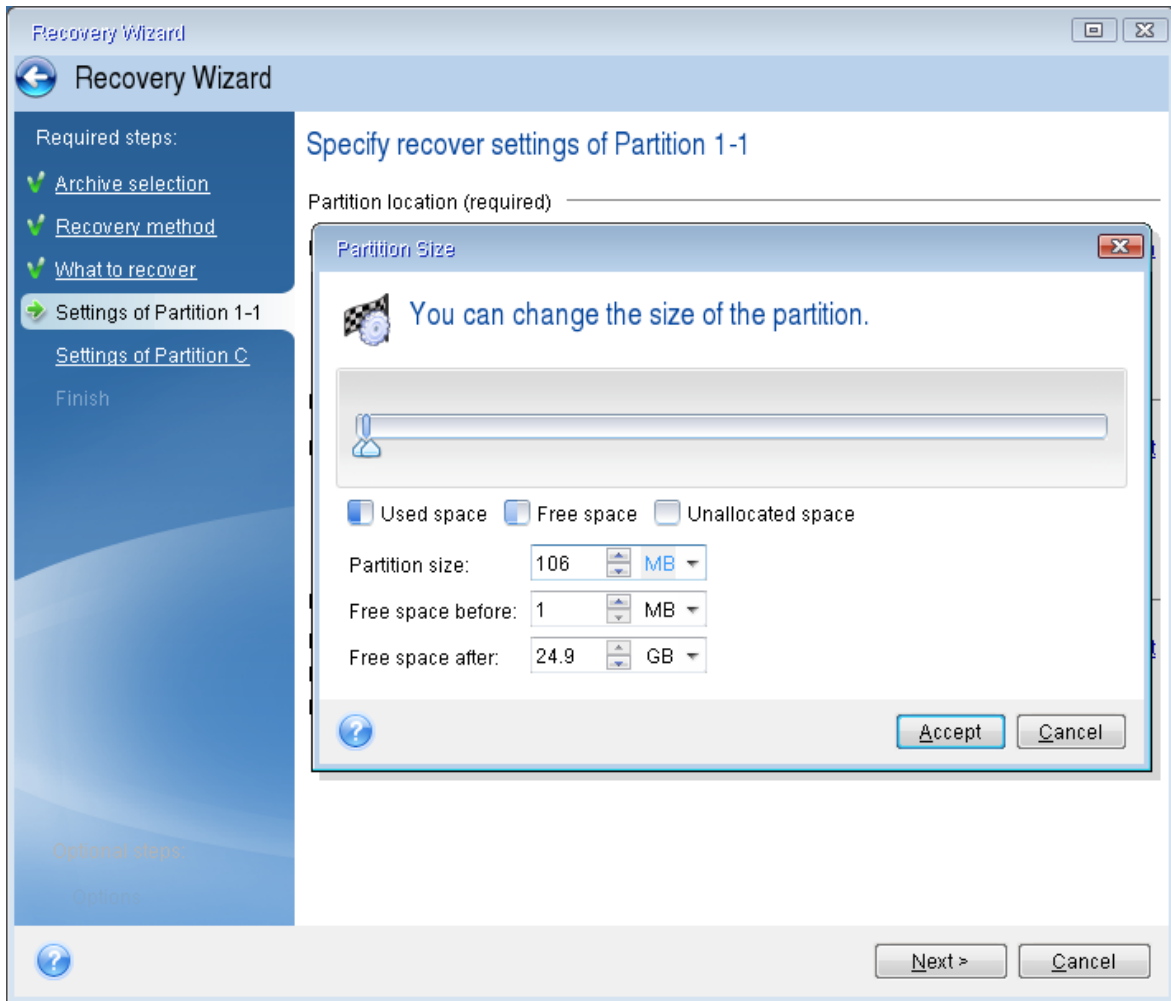 Recovery Wizard
Recovery Wizard
Required steps:
Archive selection
Recovery method
What to recover
Settings of Partition 1-1
Settings of Partition C
Finish
Optional steps:
Options
Specify recover settings of Partition 1-1
Partition location (required)
Partition Size
You can change the size of the partition.
Used space Free space Unallocated space
Partition size: 106 MB
Free space before: 1 MB
Free space after: 24.9 GB
Accept Cancel
Next > Cancel